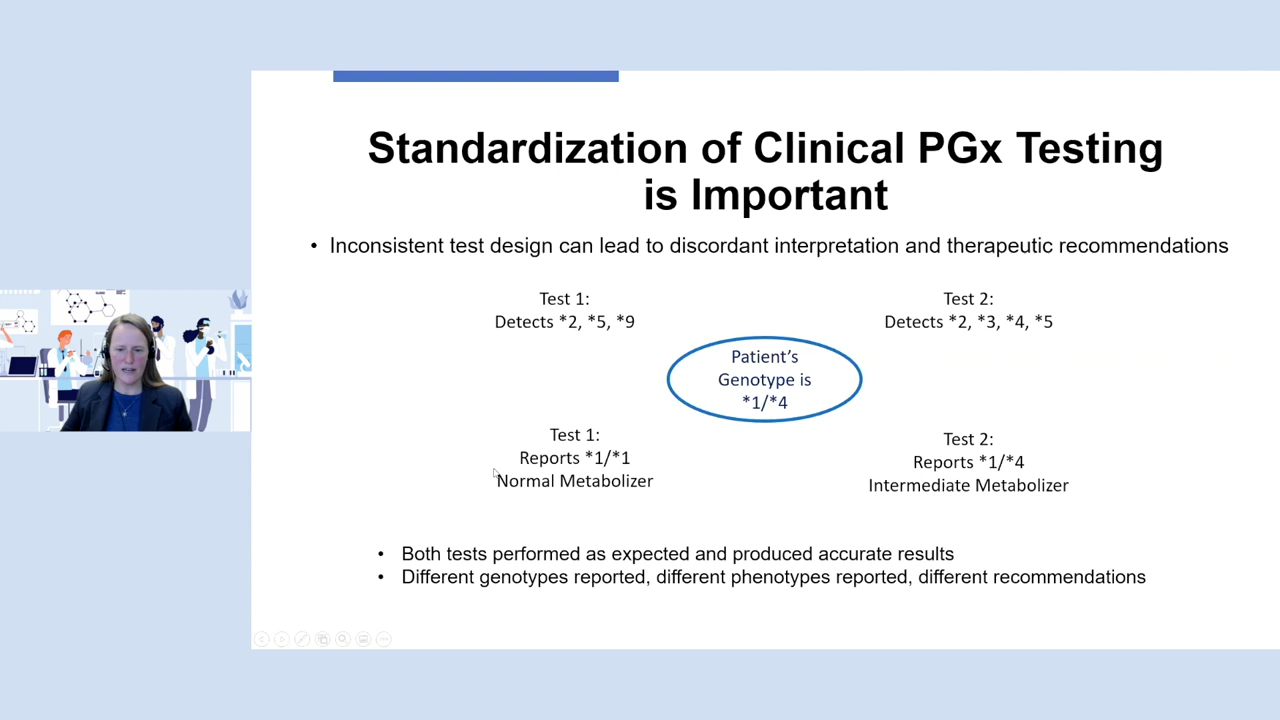 Standardization of Clinical PGx Testing
is Important
• Inconsistent test design can lead to discordant interpretation and therapeutic recommendations
Test 1:
Detects *2, *5, *9
Test 2:
Detects *2, *3, *4, *5
Patient's
Genotype is
*1/*4
Test 1:
Reports *1/*1
Normal Metabolizer
Test 2:
Reports *1/*4
Intermediate Metabolizer
• Both tests performed as expected and produced accurate results
• Different genotypes reported, different phenotypes reported, different recommendations